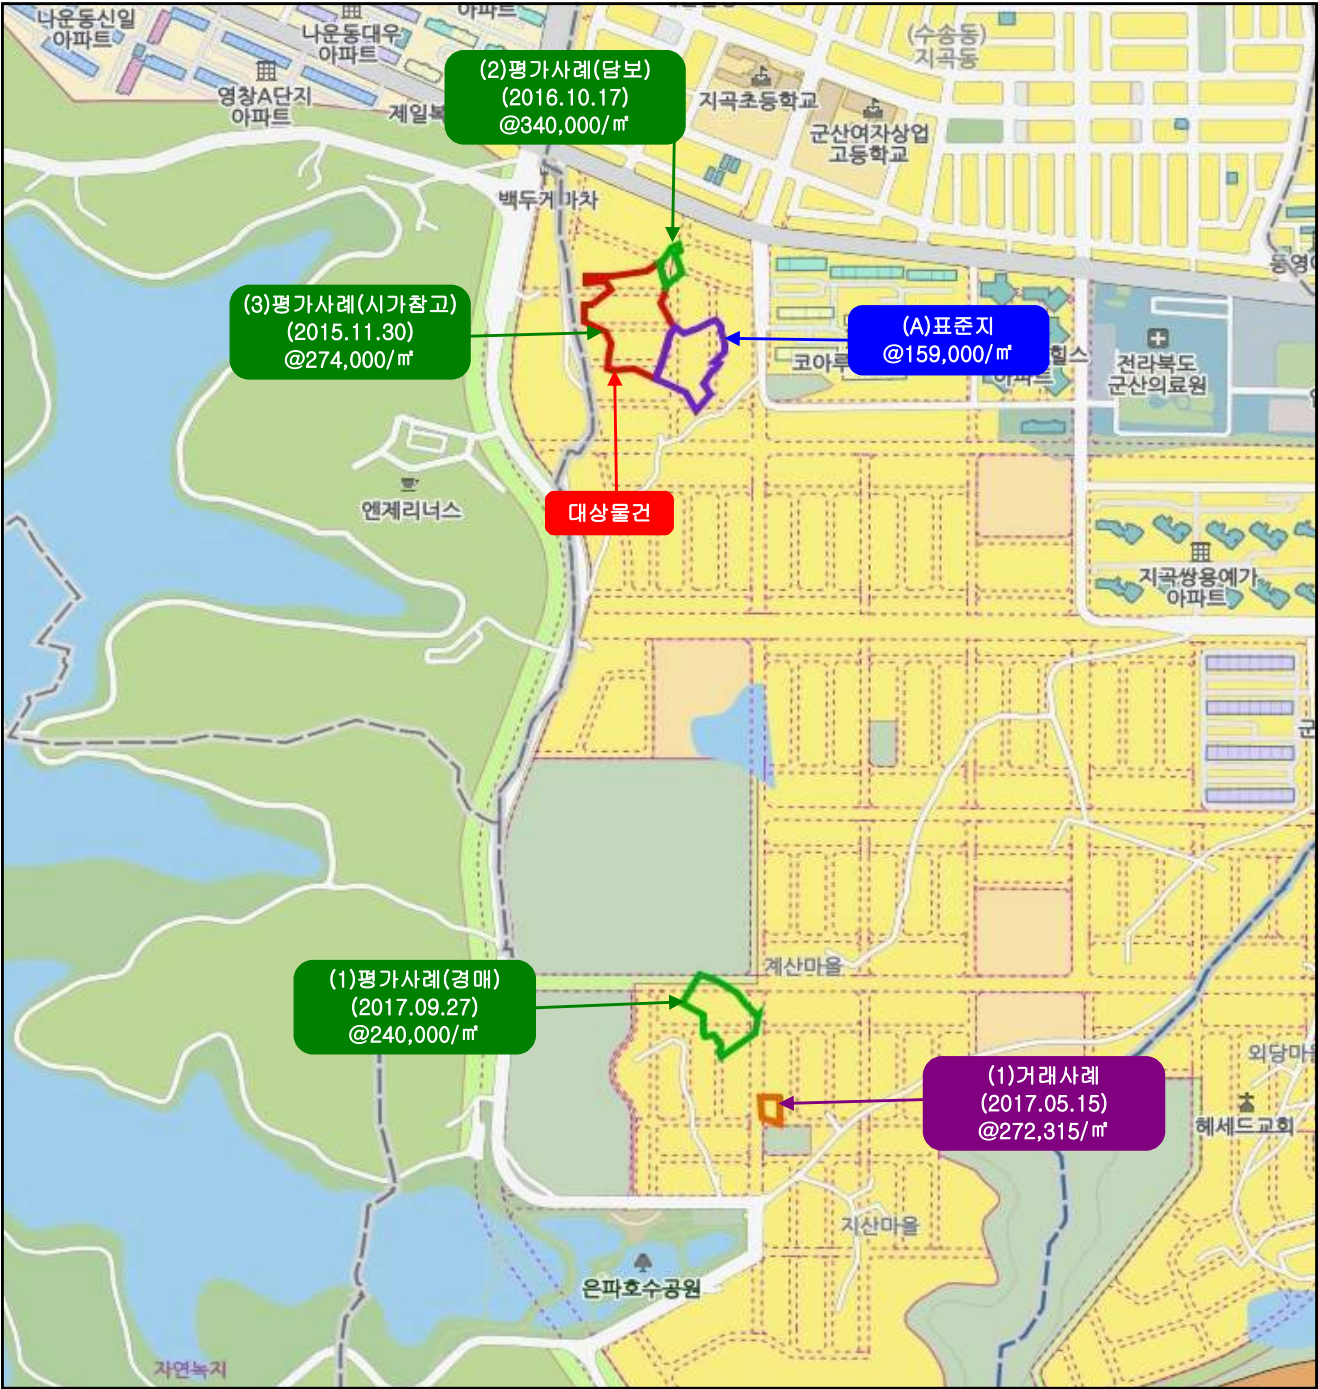 나운동신일
아파트
나운동대우
아파트
아파트
(수송동)
지곡동
영창A단지
아파트
제일
(2)평가사례(담보)
(2016.10.17)
@340,000/㎡
지곡초등학교
군산여자상업
고등학교
백두게마차
동영
(3)평가사례(시가참고)
(2015.11.30)
@274,000/㎡
(A)표준지
@159,000/㎡
코아루
힐스
아파트
전라북도
군산의료원
엔제리너스
대상물건
지곡쌍용예가
아파트
군
계산마을
(1)평가사례(경매)
(2017.09.27)
@240,000/㎡
외당마을
(1)거래사례
(2017.05.15)
@272,315/㎡
헤세드교회
지산마을
은파호수공원
자연녹지